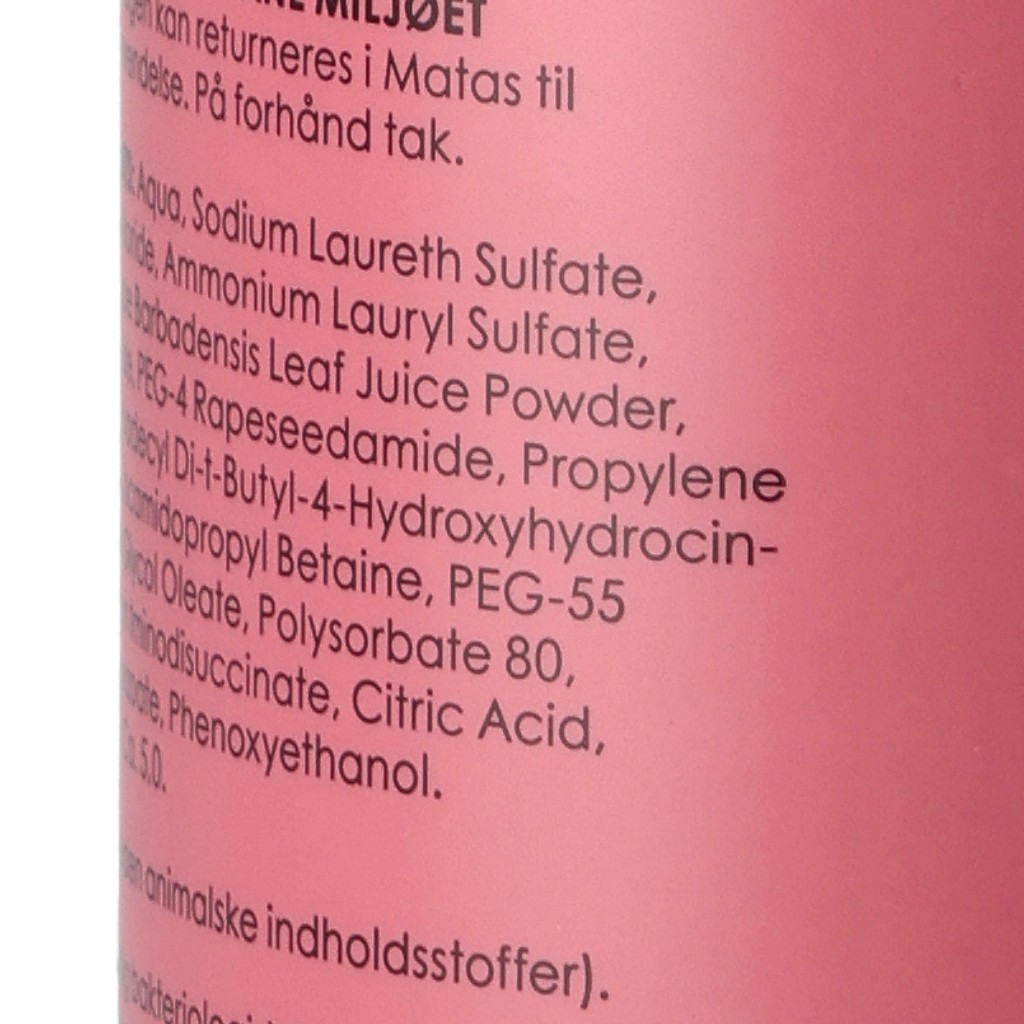 MILJØET
kan returneres i Matas til
På forhånd tak.
Aqua, Sodium Laureth Sulfate,
Ammonium Lauryl Sulfate,
Barbadensis Leaf Juice Powder,
PEG-4 Rapeseedamide, Propylene
Di-t-Butyl-4-Hydroxyhydrocin-
Betaine, PEG-55
Oleate, Polysorbate 80,
Citric Acid,
Phenoxyethanol.
5.0.
animalske indholdsstoffer).